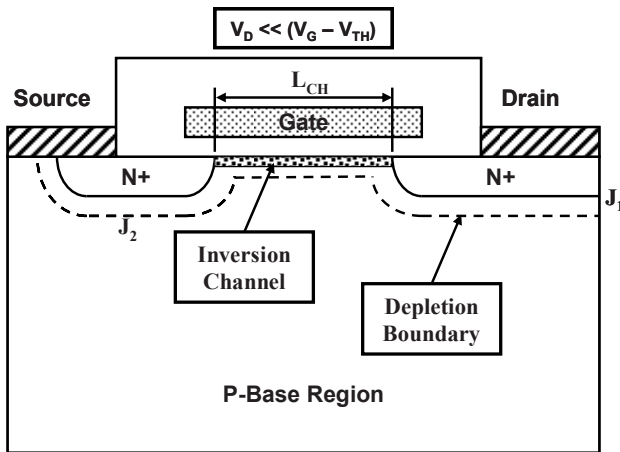 V_D << (V_G – V_TH)
L_CH
Source
Drain
Gate
N+
N+
J_1
J_2
Inversion
Channel
Depletion
Boundary
P-Base Region